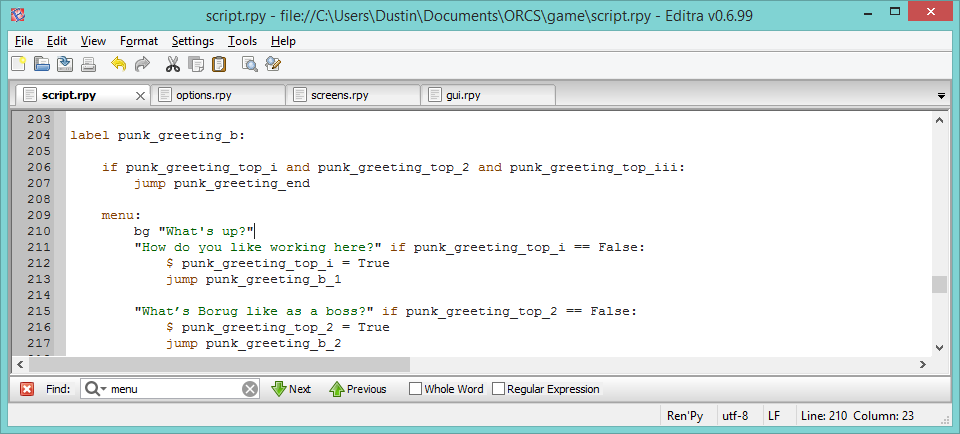 script.rpy - file://C:\Users\Dustin\Documents\ORCS\game\script.rpy - Editra v0.6.99
File Edit View Format Settings Tools Help
script.rpy options.rpy screens.rpy gui.rpy
203
204 label punk_greeting_b:
205
206 if punk_greeting_top_i and punk_greeting_top_2 and punk_greeting_top_iii:
207 jump punk_greeting_end
208
209 menu:
210 bg "What's up?"
211 "How do you like working here?" if punk_greeting_top_i == False:
212 $ punk_greeting_top_i = True
213 jump punk_greeting_b_1
214
215 "What’s Borug like as a boss?" if punk_greeting_top_2 == False:
216 $ punk_greeting_top_2 = True
217 jump punk_greeting_b_2
Find: menu Next Previous Whole Word Regular Expression
Ren'Py utf-8 LF Line: 210 Column: 23